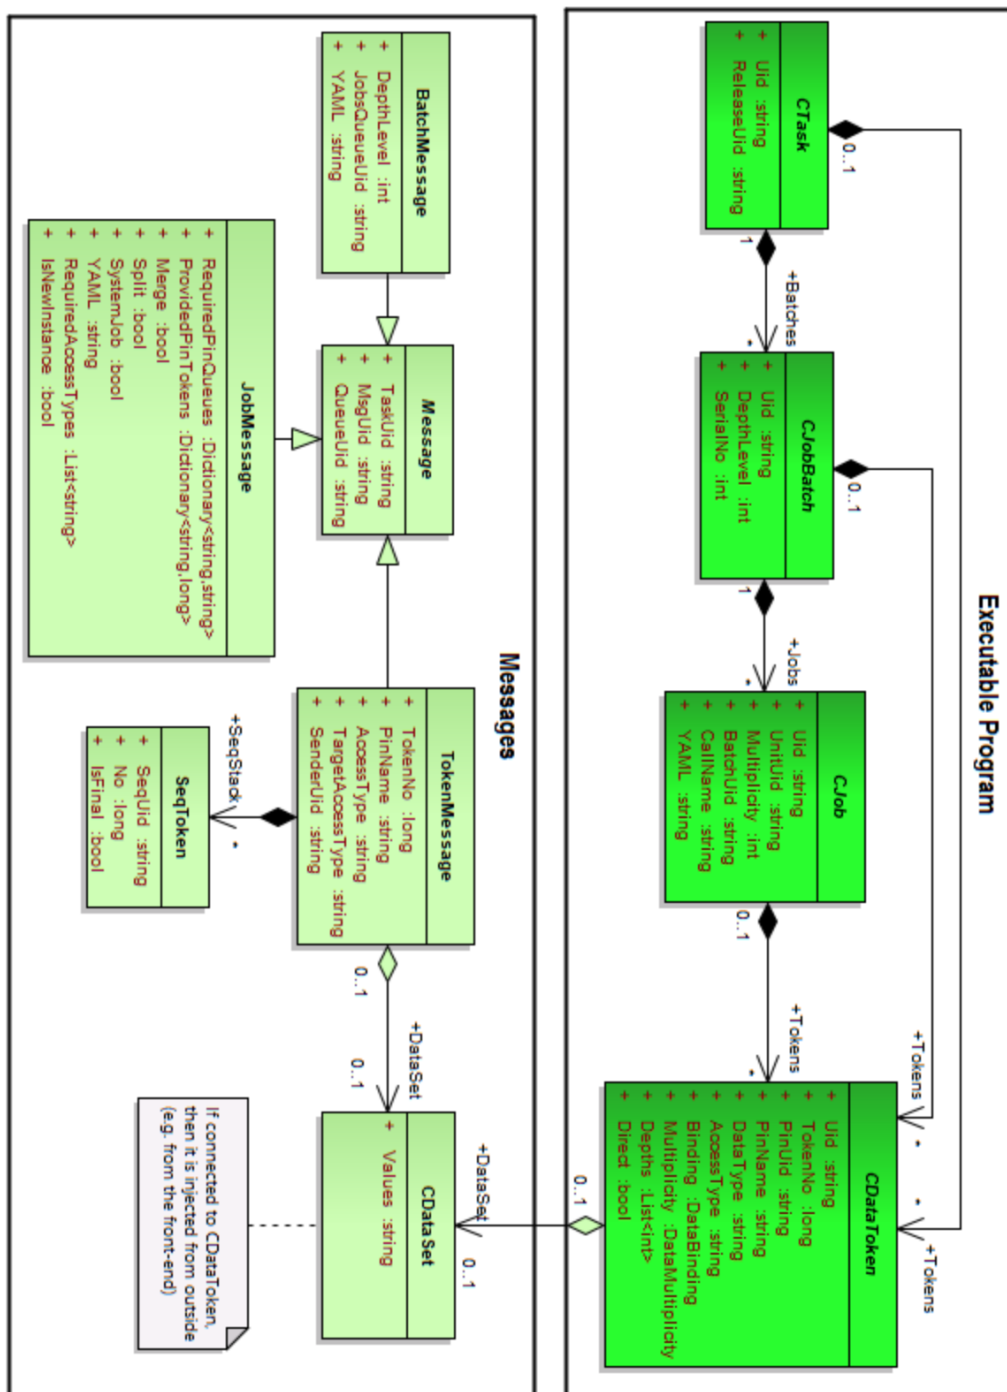 Executable Program
CTask
+ Uid :string
+ ReleaseUid :string
0..1
1
+Batches
*
CJobBatch
+ Uid :string
+ DepthLevel :int
+ SerialNo :int
0..1
1
+Jobs
*
CJob
+ Uid :string
+ UnitUid :string
+ Multiplicity :int
+ BatchUid :string
+ CallName :string
+ YAML :string
0..1
+Tokens
*
+Tokens
*
+Tokens
*
CDataToken
+ Uid :string
+ TokenNo :long
+ PinUid :string
+ PinName :string
+ DataType :string
+ AccessType :string
+ Binding :DataBinding
+ Multiplicity :DataMultiplicity
+ Depths :List<int>
+ Direct :bool
0..1
+DataSet
0..1
Messages
BatchMessage
+ DepthLevel :int
+ JobsQueueUid :string
+ YAML :string
Message
+ TaskUid :string
+ MsgUid :string
+ QueueUid :string
TokenMessage
+ TokenNo :long
+ PinName :string
+ AccessType :string
+ TargetAccessType :string
+ SenderUid :string
0..1
+DataSet
0..1
CDataSet
+ Values :string
JobMessage
+ RequiredPinQueues :Dictionary<string,string>
+ ProvidedPinTokens :Dictionary<string,long>
+ Merge :bool
+ Split :bool
+ SystemJob :bool
+ YAML :string
+ RequiredAccessTypes :List<string>
+ IsNewInstance :bool
+SeqStack
*
SeqToken
+ SeqUid :string
+ No :long
+ IsFinal :bool
If connected to CDataToken,
then it is injected from outside
(e.g. from the front-end)